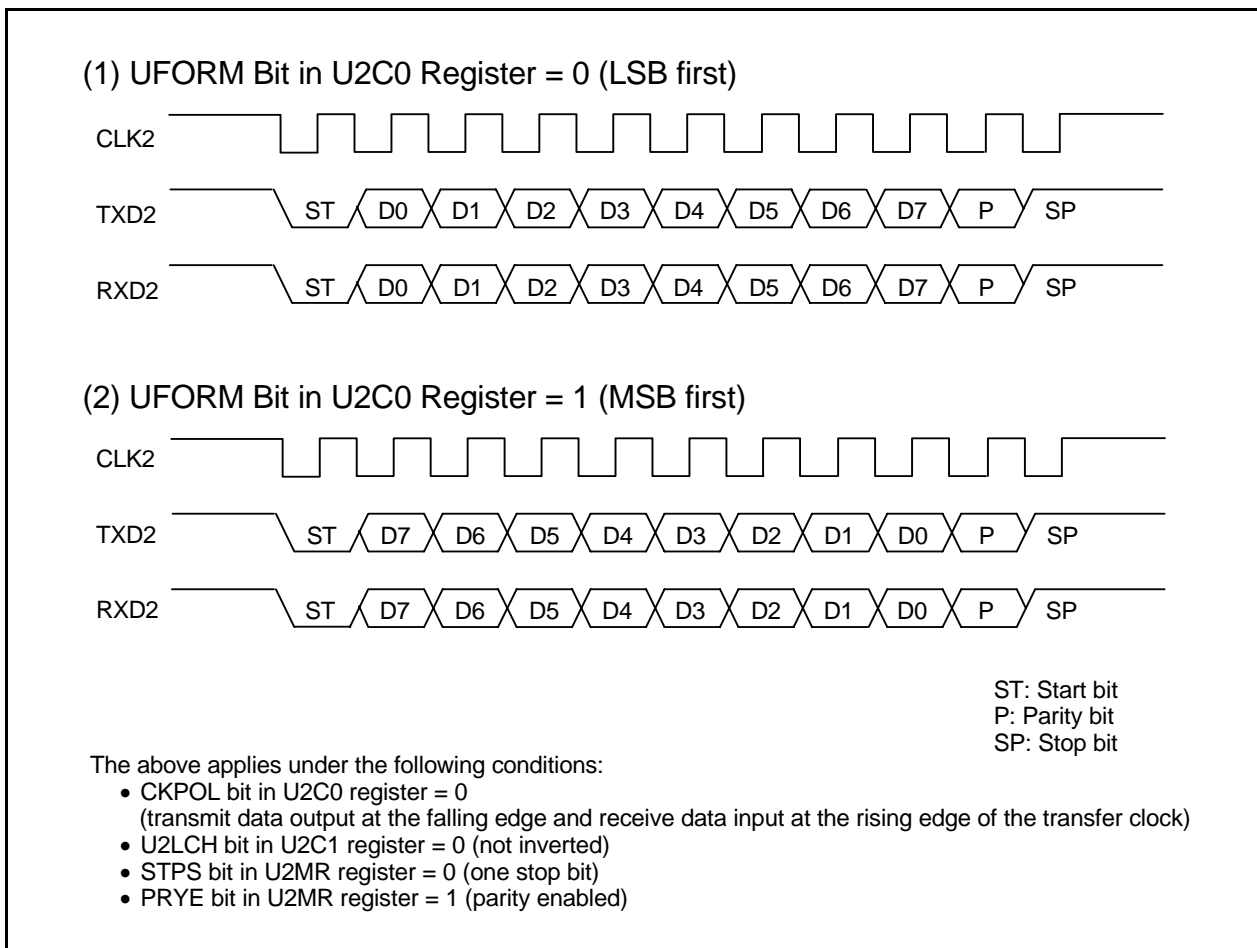 (1) UFORM Bit in U2C0 Register = 0 (LSB first)
CLK2
TXD2 ST D0 D1 D2 D3 D4 D5 D6 D7 P SP
RXD2 ST D0 D1 D2 D3 D4 D5 D6 D7 P SP
(2) UFORM Bit in U2C0 Register = 1 (MSB first)
CLK2
TXD2 ST D7 D6 D5 D4 D3 D2 D1 D0 P SP
RXD2 ST D7 D6 D5 D4 D3 D2 D1 D0 P SP
ST: Start bit
P: Parity bit
SP: Stop bit
The above applies under the following conditions:
• CKPOL bit in U2C0 register = 0
(transmit data output at the falling edge and receive data input at the rising edge of the transfer clock)
• U2LCH bit in U2C1 register = 0 (not inverted)
• STPS bit in U2MR register = 0 (one stop bit)
• PRYE bit in U2MR register = 1 (parity enabled)